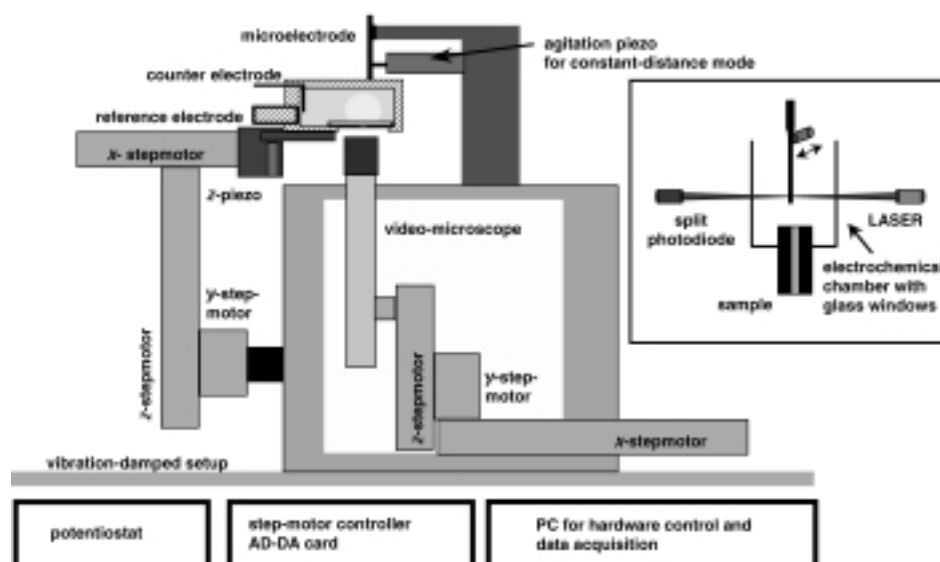 microelectrode
agitation piezo
for constant-distance mode
counter electrode
reference electrode
x- stepmotor
z-piezo
video-microscope
split
photodiode
LASER
electrochemical
chamber with
glass windows
sample
y-step-
motor
z-stepmotor
y-step-
motor
z-stepmotor
x-stepmotor
vibration-damped setup
potentiostat
step-motor controller
AD-DA card
PC for hardware control and
data acquisition